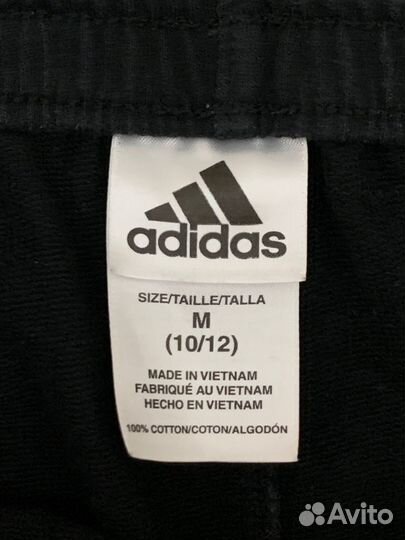 adidas
SIZE/TAILLE/TALLA
M
(10/12)
MADE IN VIETNAM
FABRIQUÉ AU VIETNAM
HECHO EN VIETNAM
100% COTTON/COTON/ALGODÓN
Avito